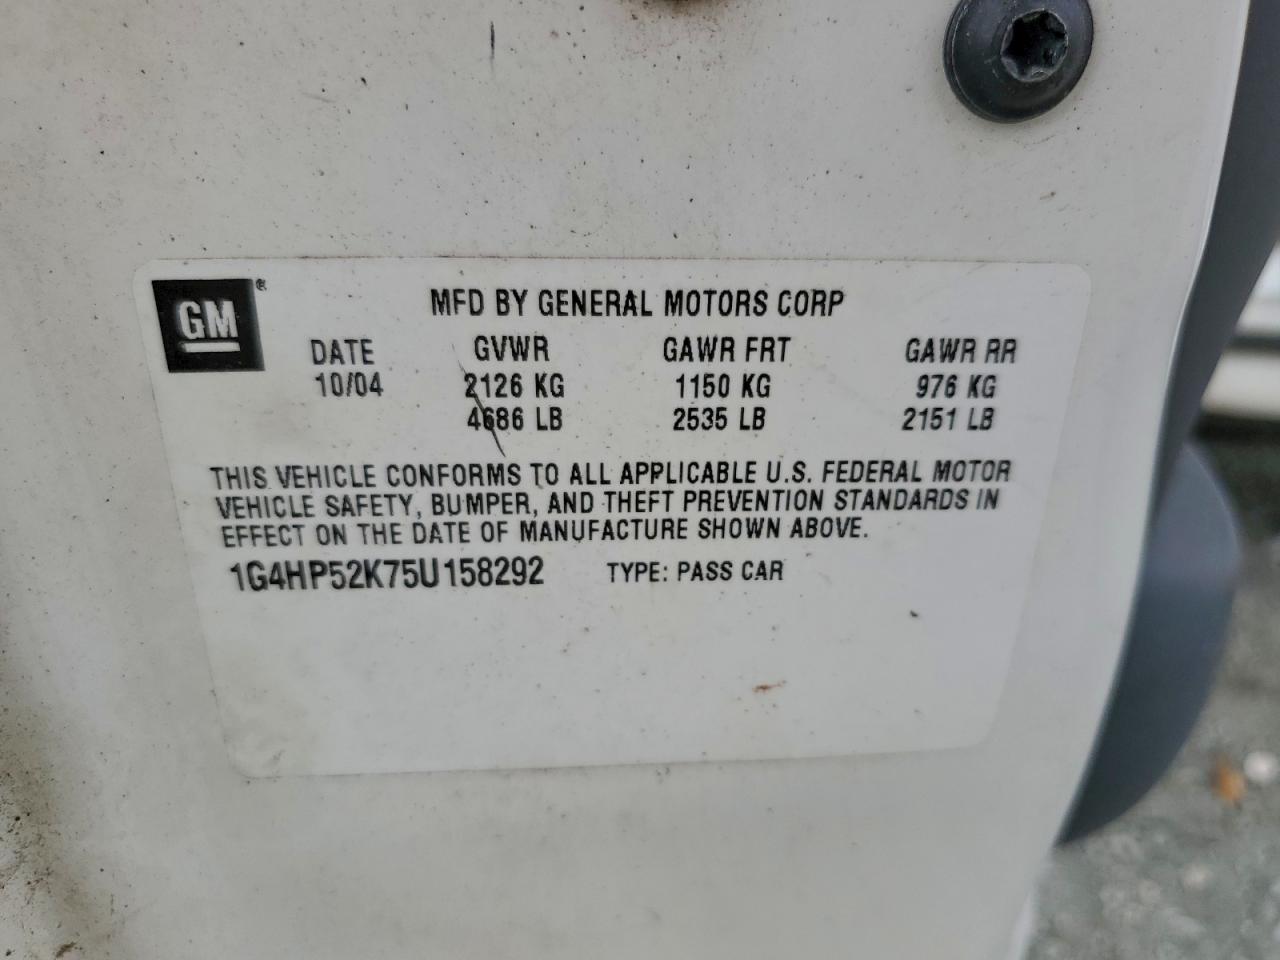 GM®
MFD BY GENERAL MOTORS CORP
DATE GVWR GAWR FRT GAWR RR
10/04 2126 KG 1150 KG 976 KG
4686 LB 2535 LB 2151 LB
THIS VEHICLE CONFORMS TO ALL APPLICABLE U.S. FEDERAL MOTOR
VEHICLE SAFETY, BUMPER, AND THEFT PREVENTION STANDARDS IN
EFFECT ON THE DATE OF MANUFACTURE SHOWN ABOVE.
1G4HP52K75U158292 TYPE: PASS CAR